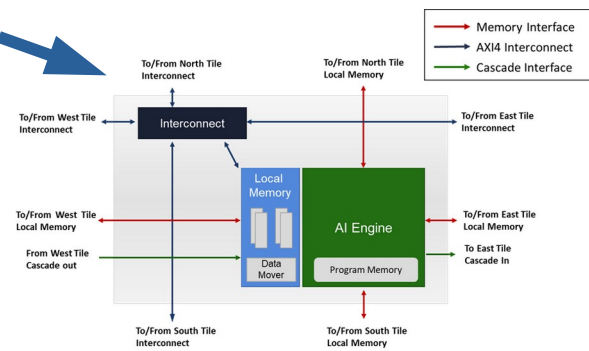 Memory Interface
AXI4 Interconnect
Cascade Interface
To/From North Tile
Interconnect
To/From North Tile
Local Memory
To/From West Tile
Interconnect
Interconnect
To/From East Tile
Interconnect
Local
Memory
AI Engine
To/From West Tile
Local Memory
To/From East Tile
Local Memory
From West Tile
Cascade out
Data
Mover
Program Memory
To East Tile
Cascade In
To/From South Tile
Interconnect
To/From South Tile
Local Memory